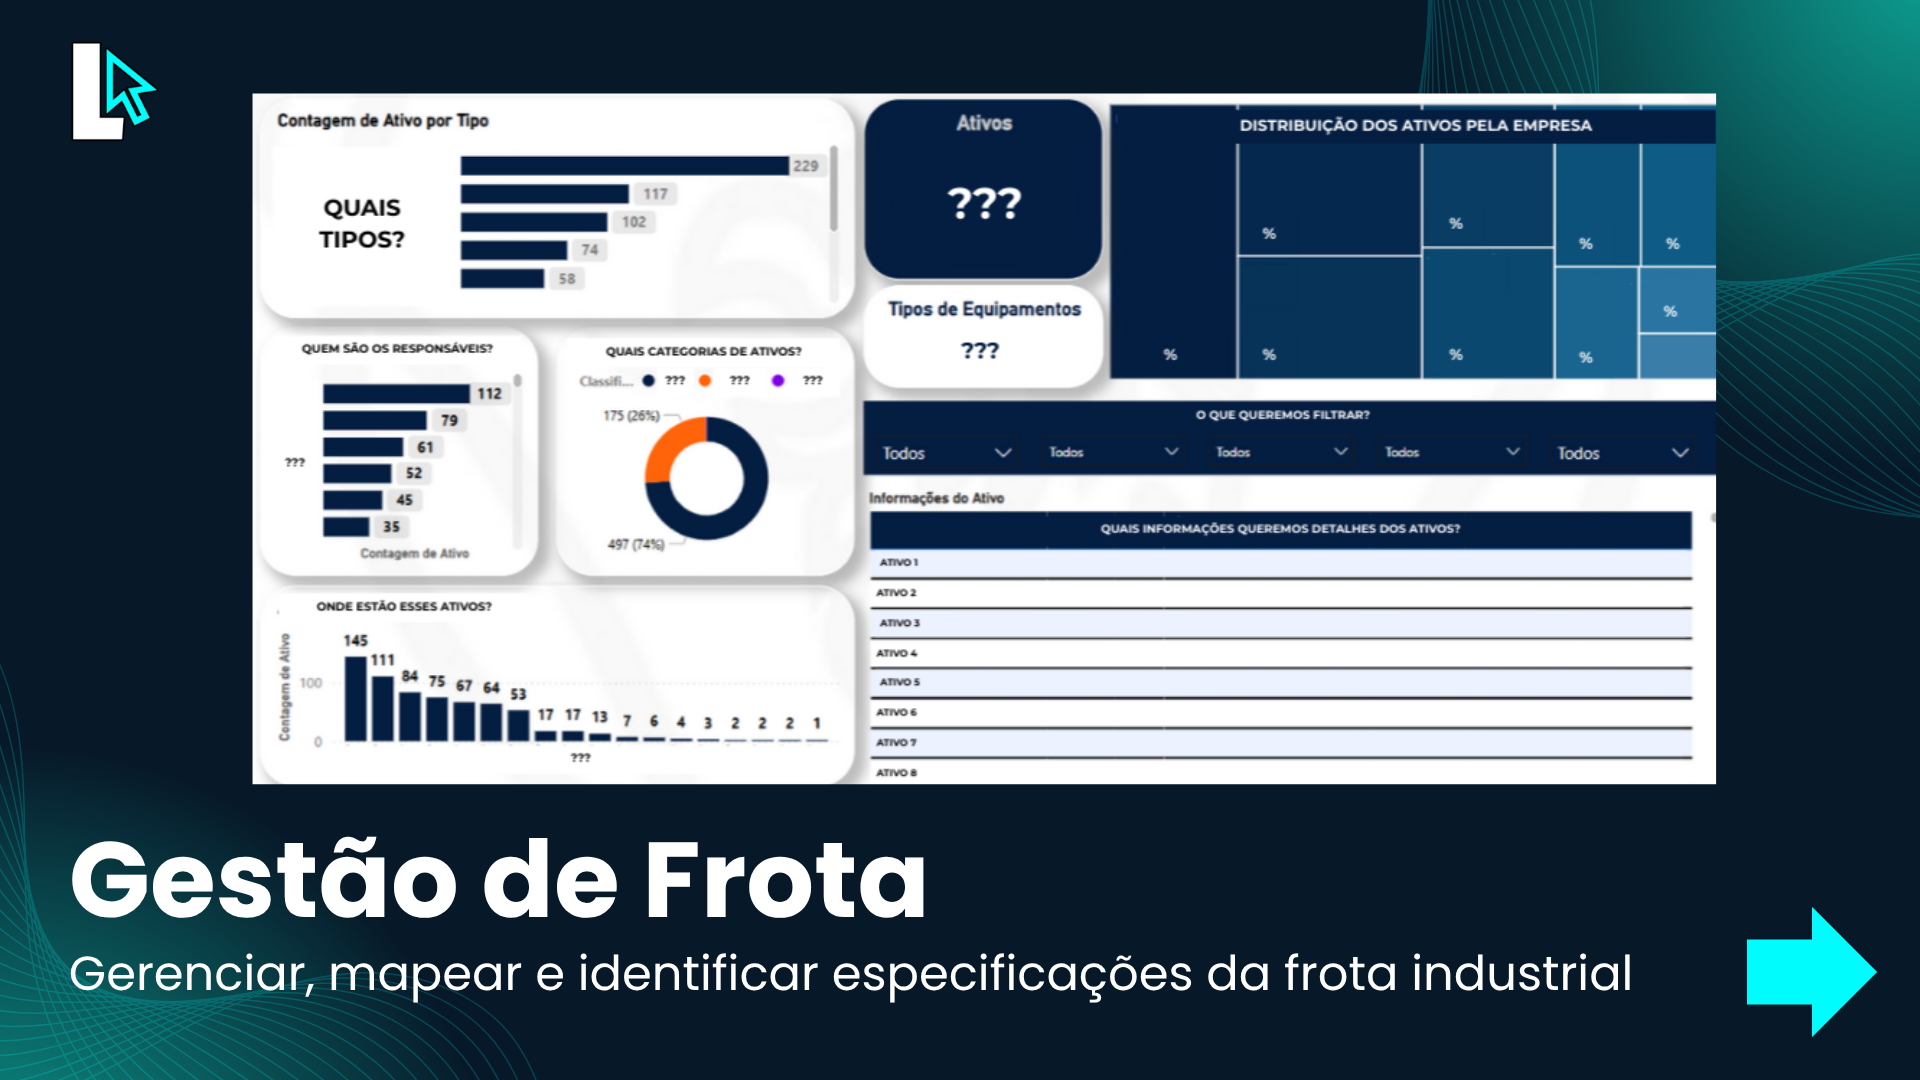 L
Contagem de Ativo por Tipo
QUAIS
TIPOS?
229
117
102
74
58
Ativos
???
Tipos de Equipamentos
???
DISTRIBUIÇÃO DOS ATIVOS PELA EMPRESA
%
%
%
%
%
%
%
%
%
QUEM SÃO OS RESPONSÁVEIS?
???
112
79
61
52
45
35
Contagem de Ativo
QUAIS CATEGORIAS DE ATIVOS?
Classifi... ??? ??? ???
175 (26%)
497 (74%)
O QUE QUEREMOS FILTRAR?
Todos Todos Todos Todos Todos
Informações do Ativo
QUAIS INFORMAÇÕES QUEREMOS DETALHES DOS ATIVOS?
ATIVO 1
ATIVO 2
ATIVO 3
ATIVO 4
ATIVO 5
ATIVO 6
ATIVO 7
ATIVO 8
ONDE ESTÃO ESSES ATIVOS?
Contagem de Ativo
100
0
145 111 84 75 67 64 53 17 17 13 7 6 4 3 2 2 2 1
???
Gestão de Frota
Gerenciar, mapear e identificar especificações da frota industrial